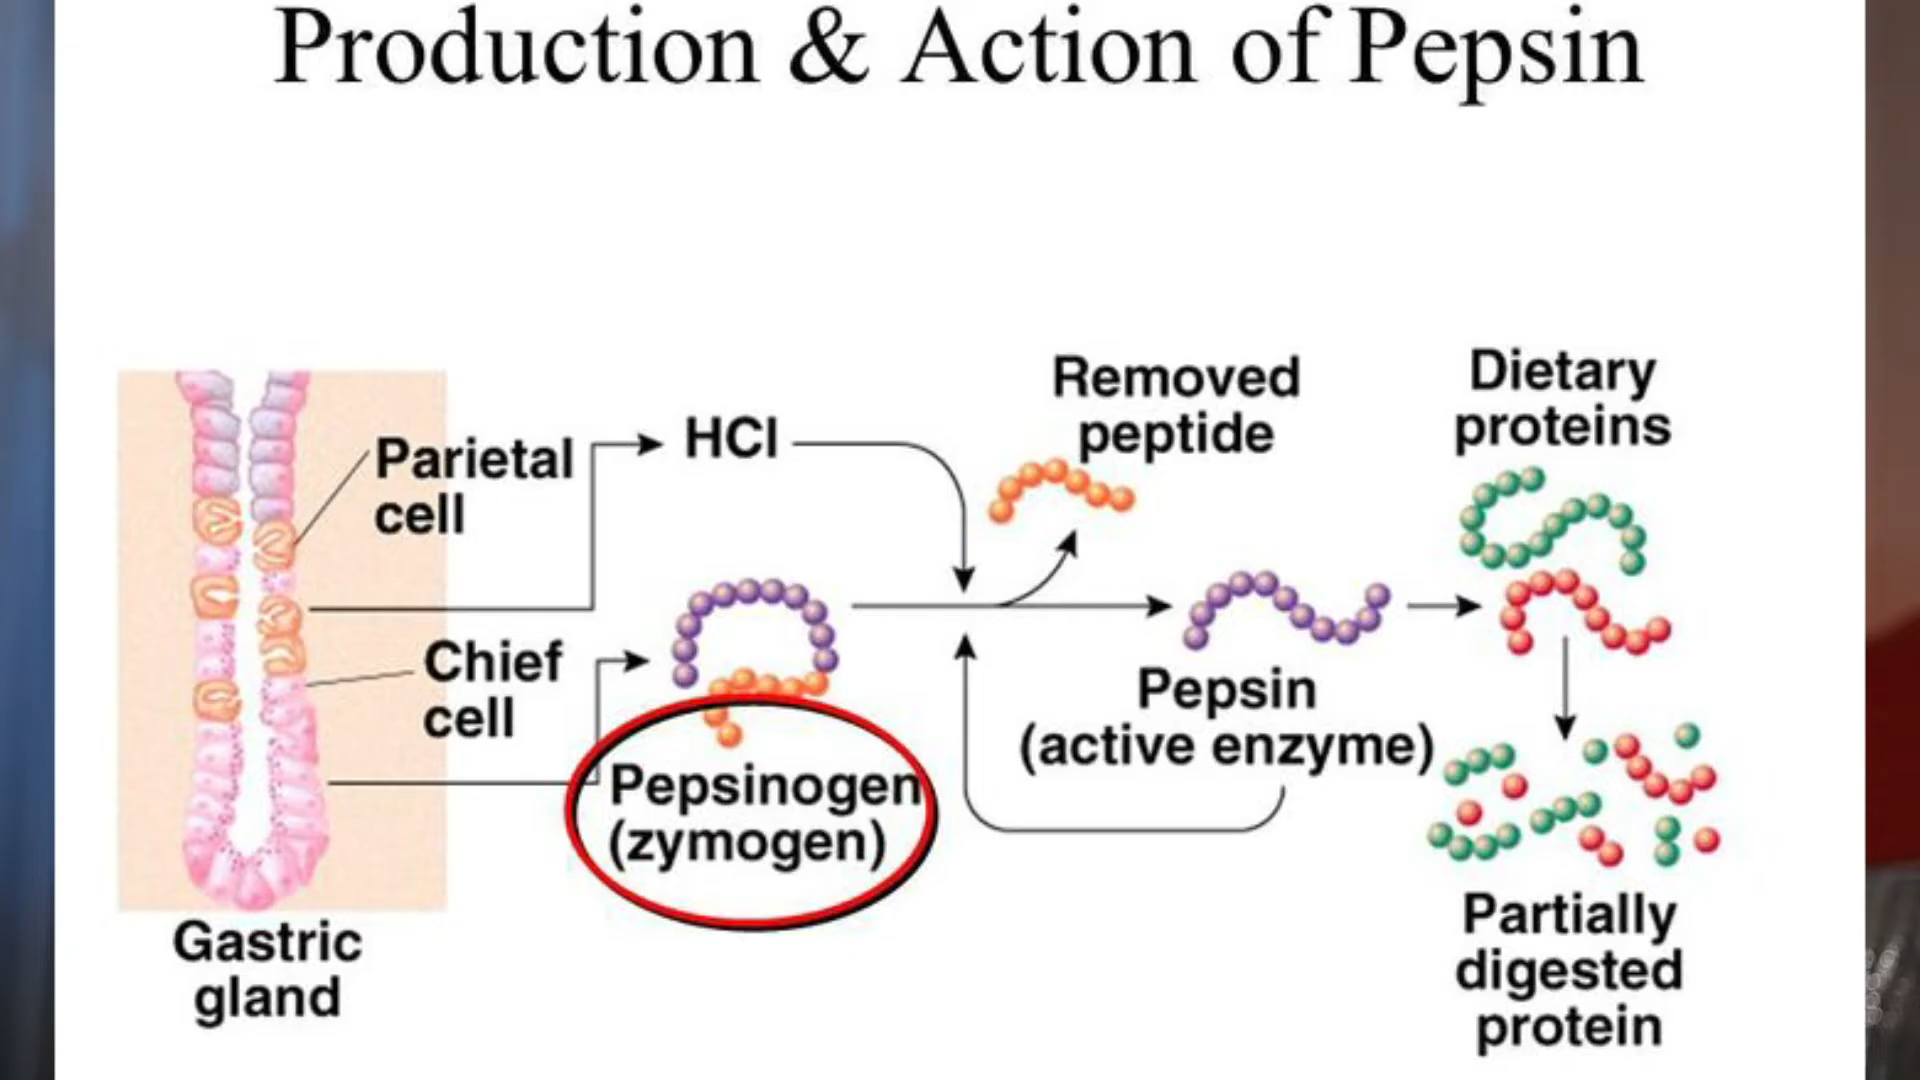 Production & Action of Pepsin
Parietal
cell
HCl
Removed
peptide
Dietary
proteins
Chief
cell
Pepsinogen
(zymogen)
Pepsin
(active enzyme)
Gastric
gland
Partially
digested
protein